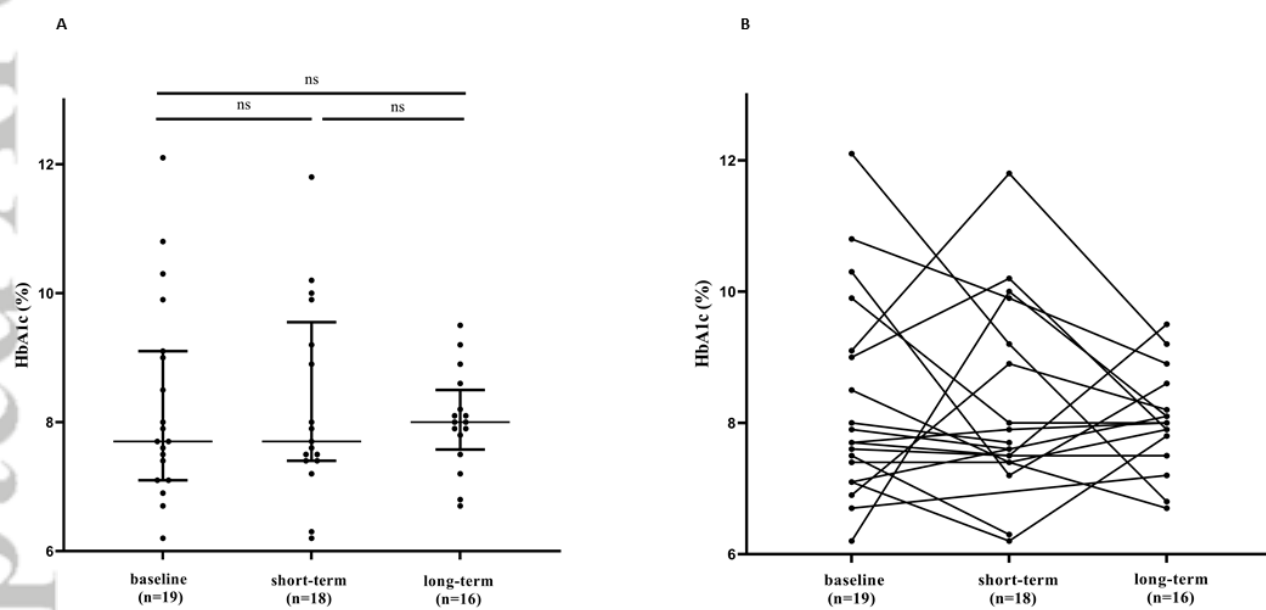 A
ns
ns
ns
12
10
8
6
HbA1c (%)
baseline
(n=19)
short-term
(n=18)
long-term
(n=16)
B
12
10
8
6
HbA1c (%)
baseline
(n=19)
short-term
(n=18)
long-term
(n=16)